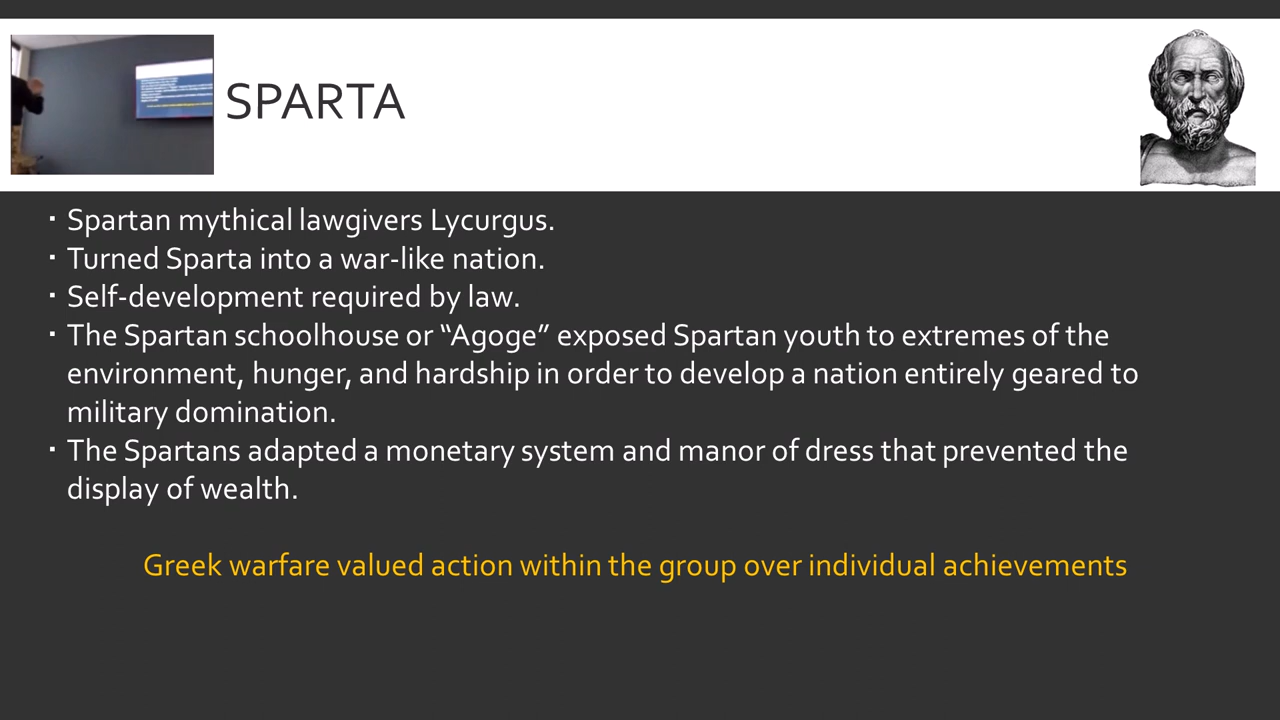 SPARTA
▪ Spartan mythical lawgivers Lycurgus.
▪ Turned Sparta into a war-like nation.
▪ Self-development required by law.
▪ The Spartan schoolhouse or “Agoge” exposed Spartan youth to extremes of the
environment, hunger, and hardship in order to develop a nation entirely geared to
military domination.
▪ The Spartans adapted a monetary system and manor of dress that prevented the
display of wealth.
Greek warfare valued action within the group over individual achievements